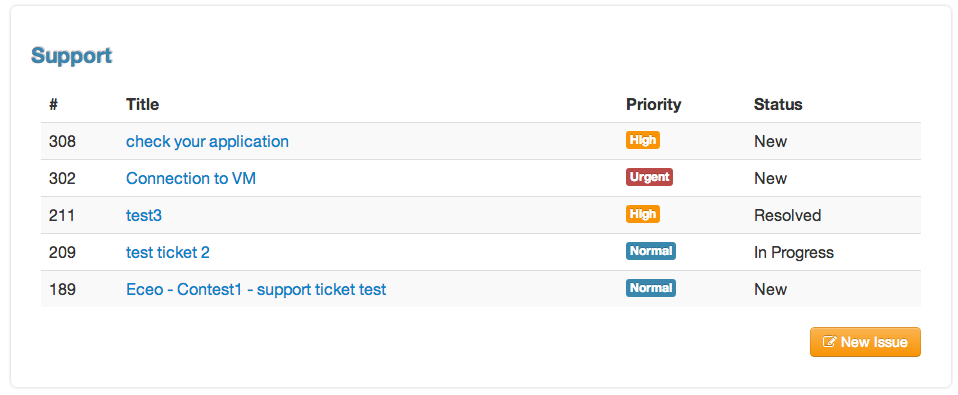 Support
# Title Priority Status
308 check your application High New
302 Connection to VM Urgent New
211 test3 High Resolved
209 test ticket 2 Normal In Progress
189 Eceo - Contest1 - support ticket test Normal New
New Issue